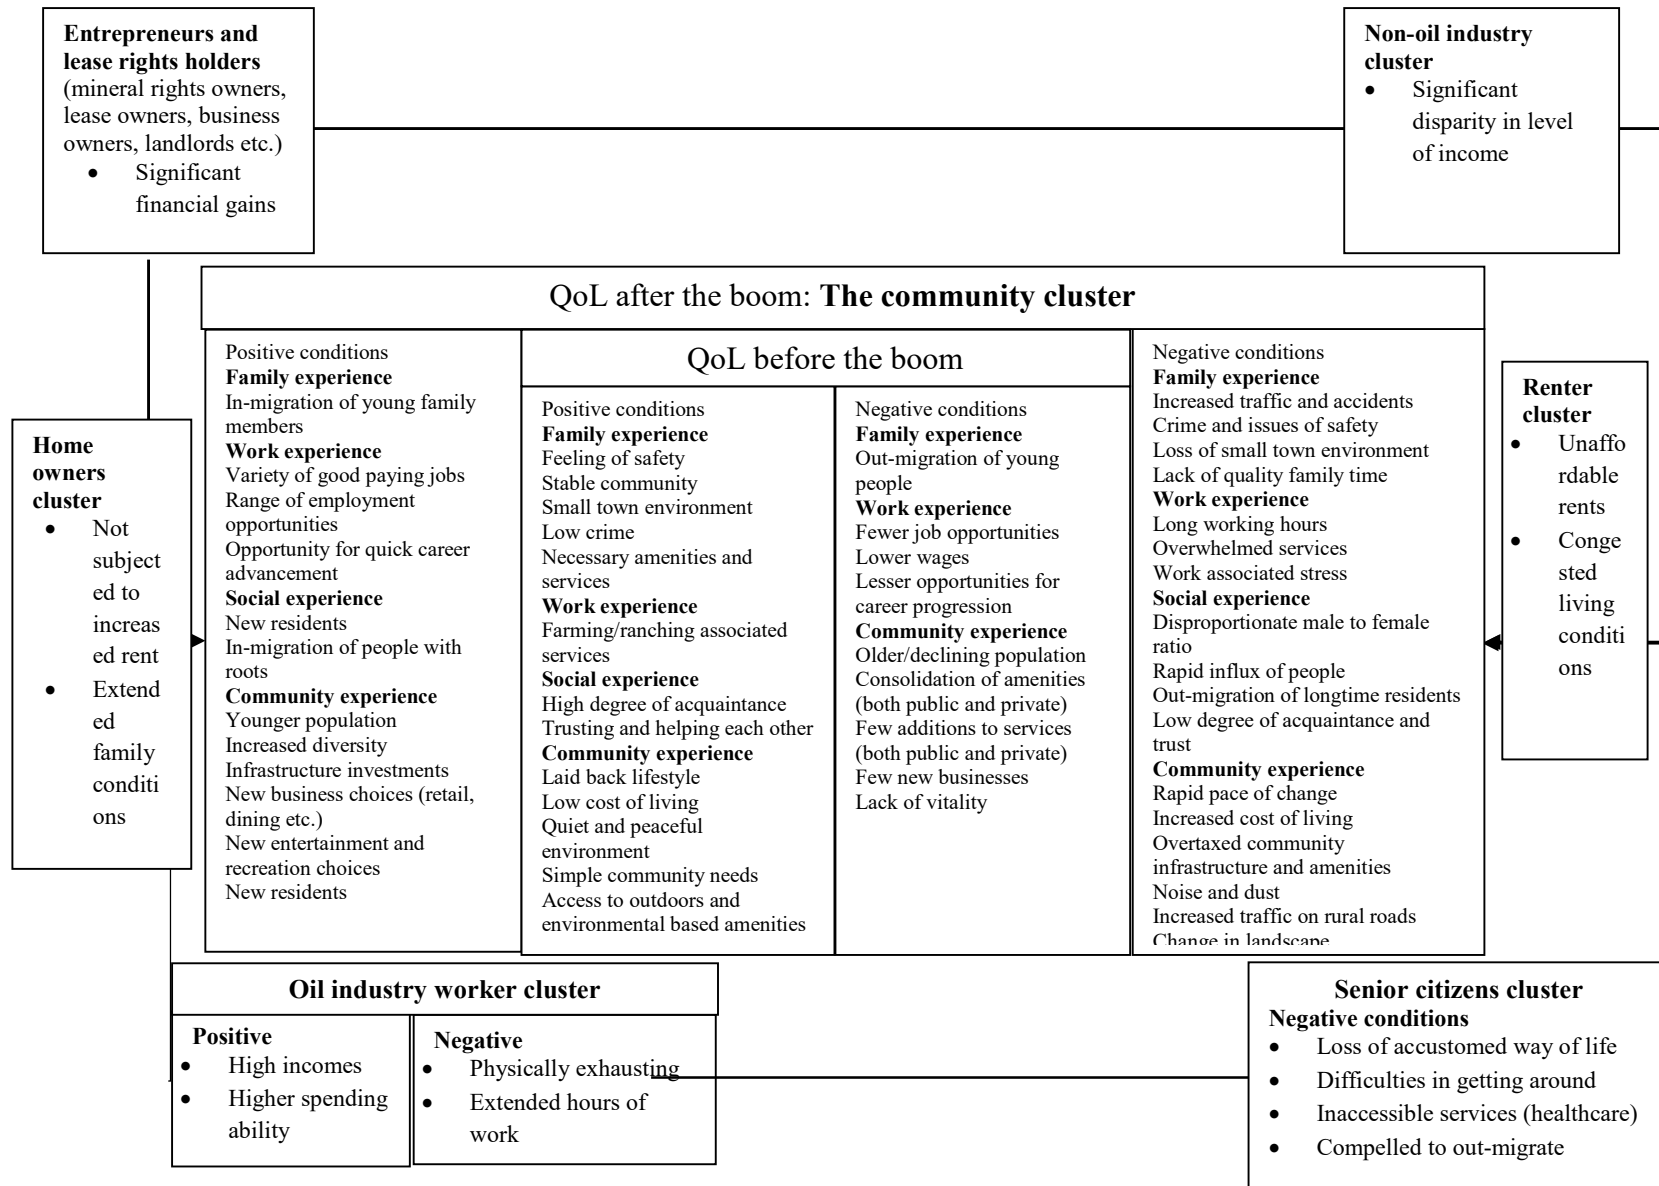 Entrepreneurs and
lease rights holders
(mineral rights owners,
lease owners, business
owners, landlords etc.)
• Significant
financial gains
Non-oil industry
cluster
• Significant
disparity in level
of income
QoL after the boom: The community cluster
Positive conditions
Family experience
In-migration of young family
members
Work experience
Variety of good paying jobs
Range of employment
opportunities
Opportunity for quick career
advancement
Social experience
New residents
In-migration of people with
roots
Community experience
Younger population
Increased diversity
Infrastructure investments
New business choices (retail,
dining etc.)
New entertainment and
recreation choices
New residents
QoL before the boom
Positive conditions
Family experience
Feeling of safety
Stable community
Small town environment
Low crime
Necessary amenities and
services
Work experience
Farming/ranching associated
services
Social experience
High degree of acquaintance
Trusting and helping each other
Community experience
Laid back lifestyle
Low cost of living
Quiet and peaceful
environment
Simple community needs
Access to outdoors and
environmental based amenities
Negative conditions
Family experience
Out-migration of young
people
Work experience
Fewer job opportunities
Lower wages
Lesser opportunities for
career progression
Community experience
Older/declining population
Consolidation of amenities
(both public and private)
Few additions to services
(both public and private)
Few new businesses
Lack of vitality
Negative conditions
Family experience
Increased traffic and accidents
Crime and issues of safety
Loss of small town environment
Lack of quality family time
Work experience
Long working hours
Overwhelmed services
Work associated stress
Social experience
Disproportionate male to female
ratio
Rapid influx of people
Out-migration of longtime residents
Low degree of acquaintance and
trust
Community experience
Rapid pace of change
Increased cost of living
Overtaxed community
infrastructure and amenities
Noise and dust
Increased traffic on rural roads
Change in landscape
Home
owners
cluster
• Not
subject
ed to
increas
ed rent
• Extend
ed
family
conditi
ons
Renter
cluster
• Unaffo
rdable
rents
• Conge
sted
living
conditi
ons
Oil industry worker cluster
Positive
• High incomes
• Higher spending
ability
Negative
• Physically exhausting
• Extended hours of
work
Senior citizens cluster
Negative conditions
• Loss of accustomed way of life
• Difficulties in getting around
• Inaccessible services (healthcare)
• Compelled to out-migrate